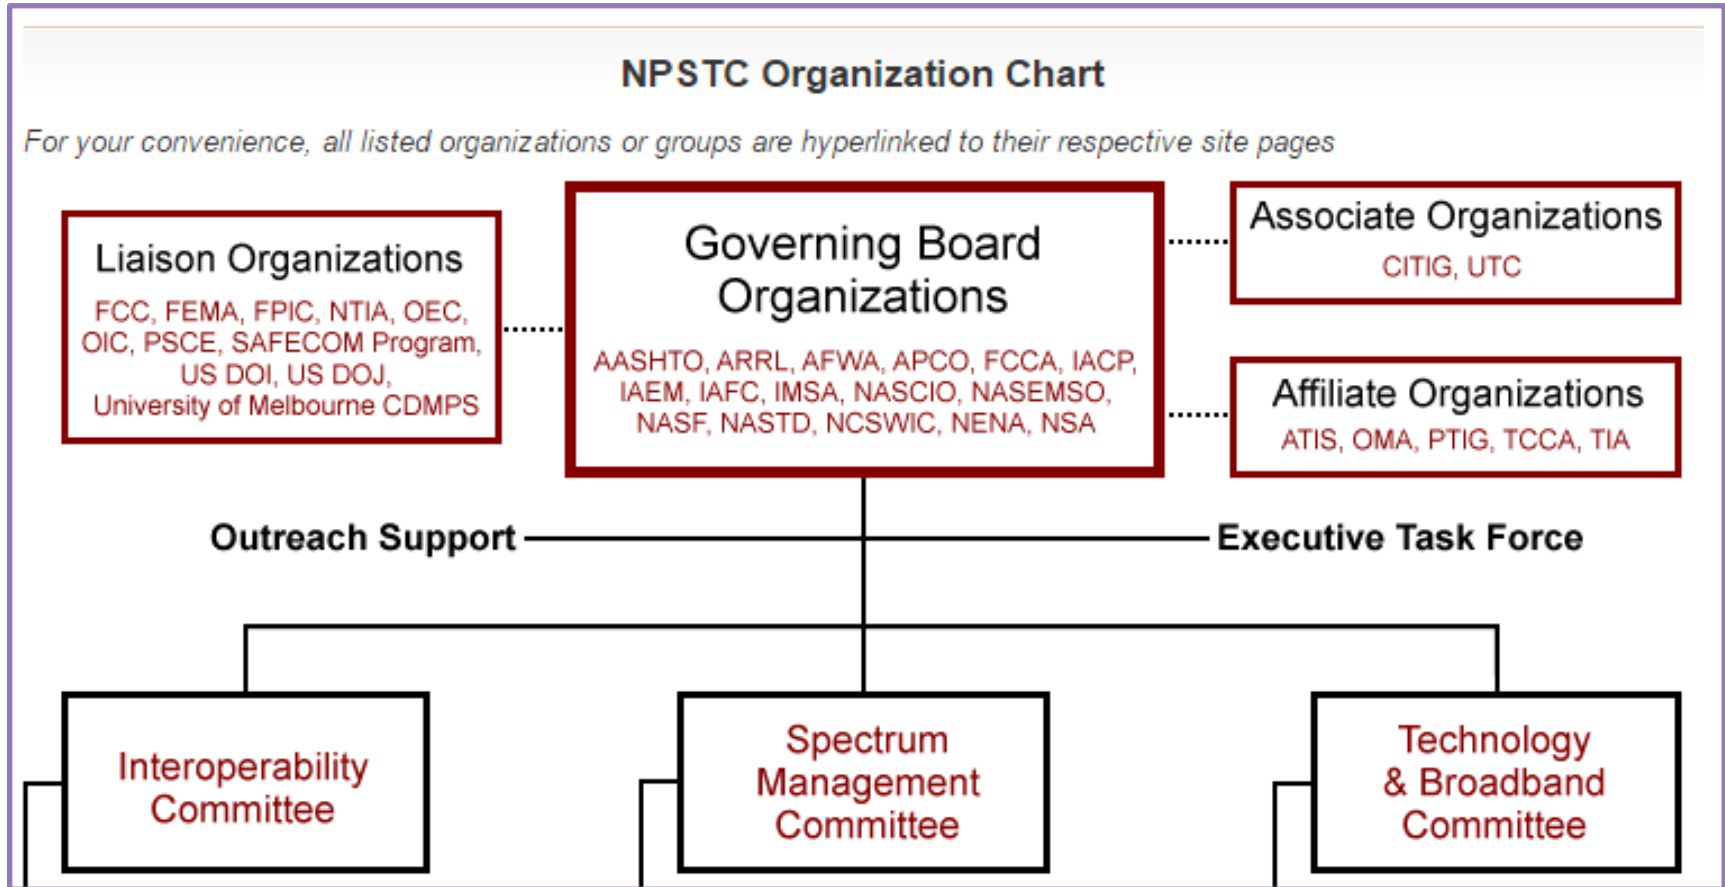 NPSTC Organization Chart
For your convenience, all listed organizations or groups are hyperlinked to their respective site pages
Liaison Organizations
FCC, FEMA, FPIC, NTIA, OEC,
OIC, PSCE, SAFECOM Program,
US DOI, US DOJ,
University of Melbourne CDMPS
Governing Board
Organizations
AASHTO, ARRL, AFWA, APCO, FCCA, IACP,
IAEM, IAFC, IMSA, NASCIO, NASEMSO,
NASF, NASTD, NCSWIC, NENA, NSA
Associate Organizations
CITIG, UTC
Affiliate Organizations
ATIS, OMA, PTIG, TCCA, TIA
Outreach Support
Executive Task Force
Interoperability
Committee
Spectrum
Management
Committee
Technology
& Broadband
Committee